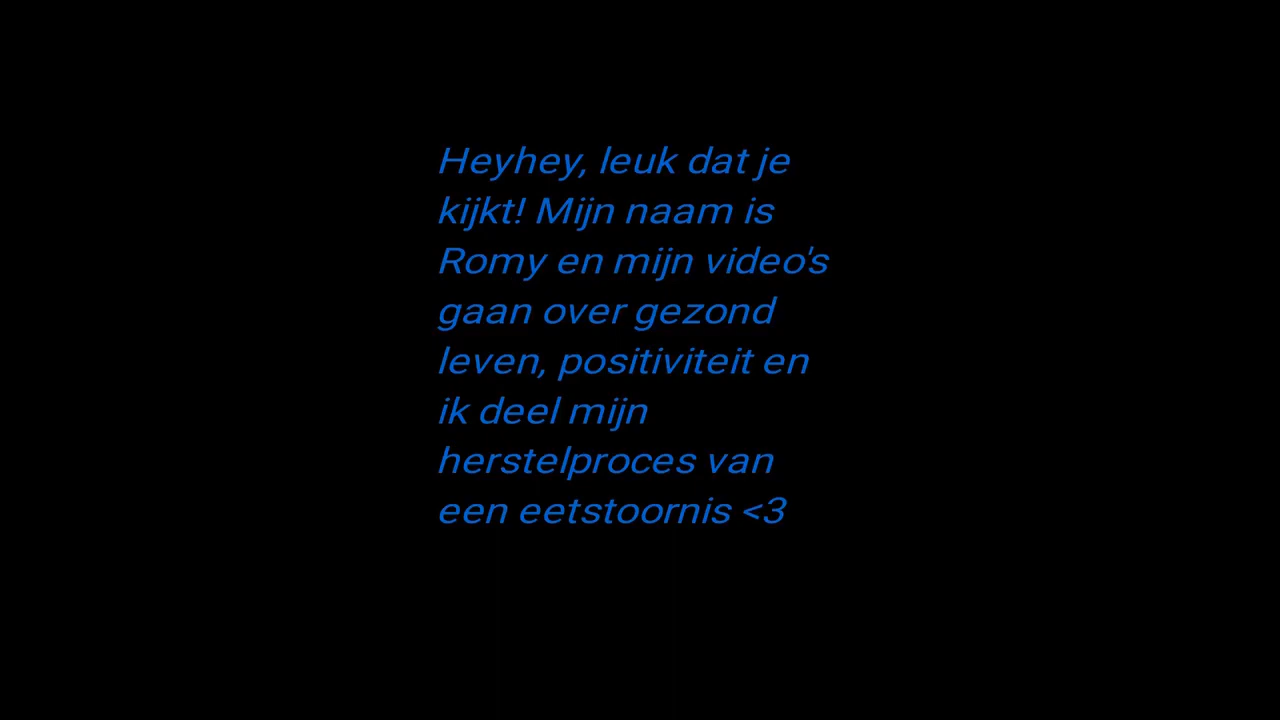 Heyhey, leuk dat je
kijkt! Mijn naam is
Romy en mijn video's
gaan over gezond
leven, positiviteit en
ik deel mijn
herstelproces van
een eetstoornis <3